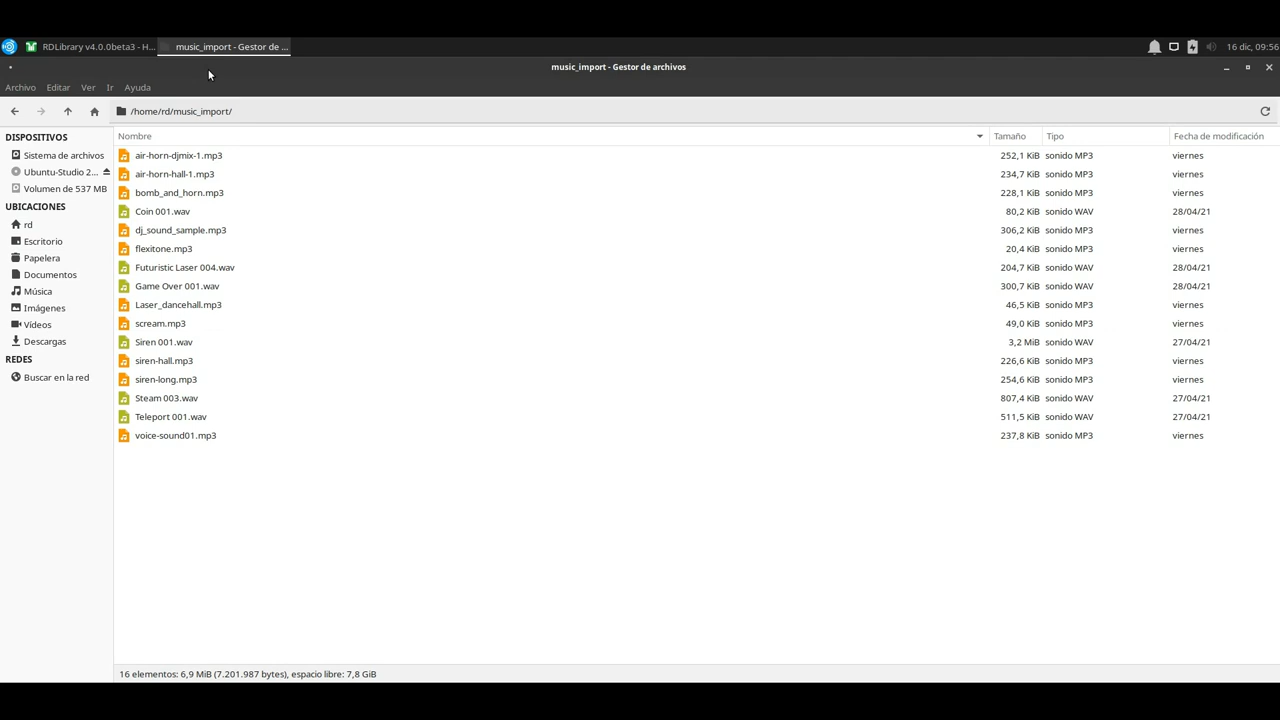 RDLibrary v4.0.0beta3 - H... music_import - Gestor de ... 16 dic, 09:56
music_import - Gestor de archivos
Archivo Editar Ver Ir Ayuda
/home/rd/music_import/
DISPOSITIVOS
Sistema de archivos
Ubuntu-Studio 2...
Volumen de 537 MB
UBICACIONES
rd
Escritorio
Papelera
Documentos
Música
Imágenes
Vídeos
Descargas
REDES
Buscar en la red
Nombre Tamaño Tipo Fecha de modificación
air-horn-djmix-1.mp3 252,1 KiB sonido MP3 viernes
air-horn-hall-1.mp3 234,7 KiB sonido MP3 viernes
bomb_and_horn.mp3 228,1 KiB sonido MP3 viernes
Coin 001.wav 80,2 KiB sonido WAV 28/04/21
dj_sound_sample.mp3 306,2 KiB sonido MP3 viernes
flexitone.mp3 20,4 KiB sonido MP3 viernes
Futuristic Laser 004.wav 204,7 KiB sonido WAV 28/04/21
Game Over 001.wav 300,7 KiB sonido WAV 28/04/21
Laser_dancehall.mp3 46,5 KiB sonido MP3 viernes
scream.mp3 49,0 KiB sonido MP3 viernes
Siren 001.wav 3,2 MiB sonido WAV 27/04/21
siren-hall.mp3 226,6 KiB sonido MP3 viernes
siren-long.mp3 254,6 KiB sonido MP3 viernes
Steam 003.wav 807,4 KiB sonido WAV 27/04/21
Teleport 001.wav 511,5 KiB sonido WAV 27/04/21
voice-sound01.mp3 237,8 KiB sonido MP3 viernes
16 elementos: 6,9 MiB (7.201.987 bytes), espacio libre: 7,8 GiB